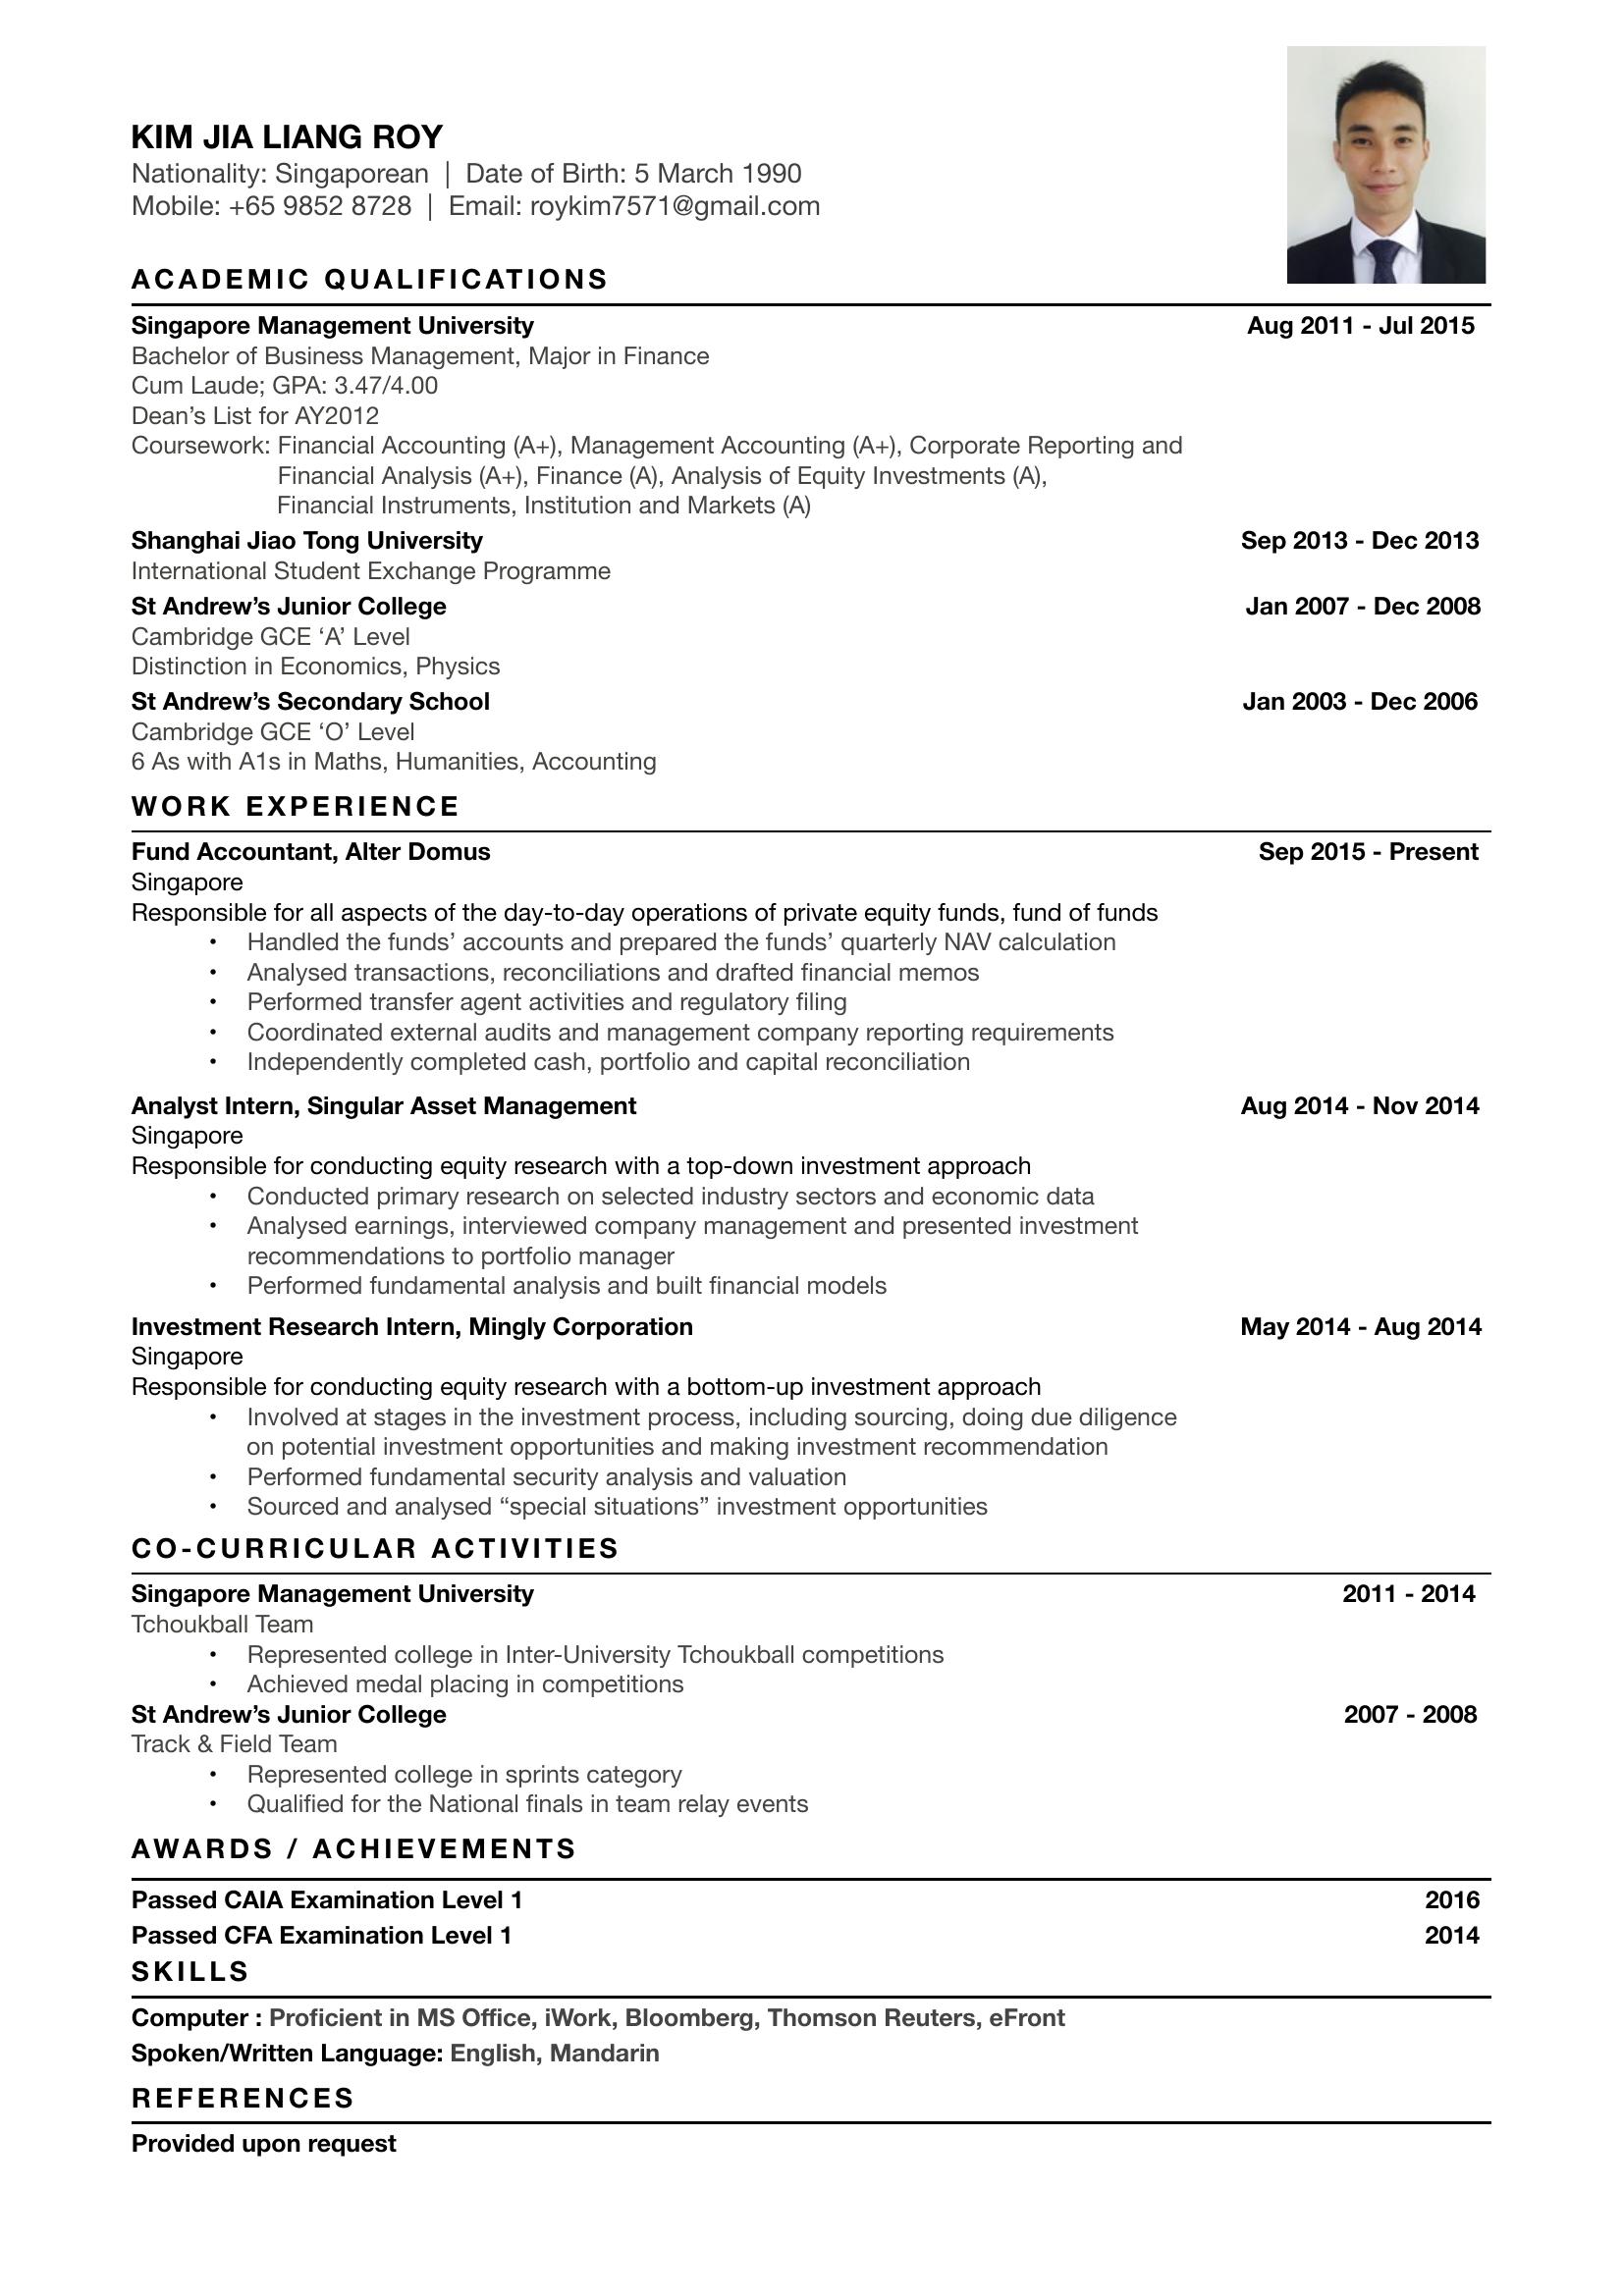 KIM JIA LIANG ROY
Nationality: Singaporean | Date of Birth: 5 March 1990
Mobile: +65 9852 8728 | Email: roykim7571@gmail.com
ACADEMIC QUALIFICATIONS
Singapore Management University Aug 2011 - Jul 2015
Bachelor of Business Management, Major in Finance
Cum Laude; GPA: 3.47/4.00
Dean’s List for AY2012
Coursework: Financial Accounting (A+), Management Accounting (A+), Corporate Reporting and
Financial Analysis (A+), Finance (A), Analysis of Equity Investments (A),
Financial Instruments, Institution and Markets (A)
Shanghai Jiao Tong University Sep 2013 - Dec 2013
International Student Exchange Programme
St Andrew’s Junior College Jan 2007 - Dec 2008
Cambridge GCE ‘A’ Level
Distinction in Economics, Physics
St Andrew’s Secondary School Jan 2003 - Dec 2006
Cambridge GCE ‘O’ Level
6 As with A1s in Maths, Humanities, Accounting
WORK EXPERIENCE
Fund Accountant, Alter Domus Sep 2015 - Present
Singapore
Responsible for all aspects of the day-to-day operations of private equity funds, fund of funds
• Handled the funds’ accounts and prepared the funds’ quarterly NAV calculation
• Analysed transactions, reconciliations and drafted financial memos
• Performed transfer agent activities and regulatory filing
• Coordinated external audits and management company reporting requirements
• Independently completed cash, portfolio and capital reconciliation
Analyst Intern, Singular Asset Management Aug 2014 - Nov 2014
Singapore
Responsible for conducting equity research with a top-down investment approach
• Conducted primary research on selected industry sectors and economic data
• Analysed earnings, interviewed company management and presented investment
recommendations to portfolio manager
• Performed fundamental analysis and built financial models
Investment Research Intern, Mingly Corporation May 2014 - Aug 2014
Singapore
Responsible for conducting equity research with a bottom-up investment approach
• Involved at stages in the investment process, including sourcing, doing due diligence
on potential investment opportunities and making investment recommendation
• Performed fundamental security analysis and valuation
• Sourced and analysed “special situations” investment opportunities
CO-CURRICULAR ACTIVITIES
Singapore Management University 2011 - 2014
Tchoukball Team
• Represented college in Inter-University Tchoukball competitions
• Achieved medal placing in competitions
St Andrew’s Junior College 2007 - 2008
Track & Field Team
• Represented college in sprints category
• Qualified for the National finals in team relay events
AWARDS / ACHIEVEMENTS
Passed CAIA Examination Level 1 2016
Passed CFA Examination Level 1 2014
SKILLS
Computer : Proficient in MS Office, iWork, Bloomberg, Thomson Reuters, eFront
Spoken/Written Language: English, Mandarin
REFERENCES
Provided upon request